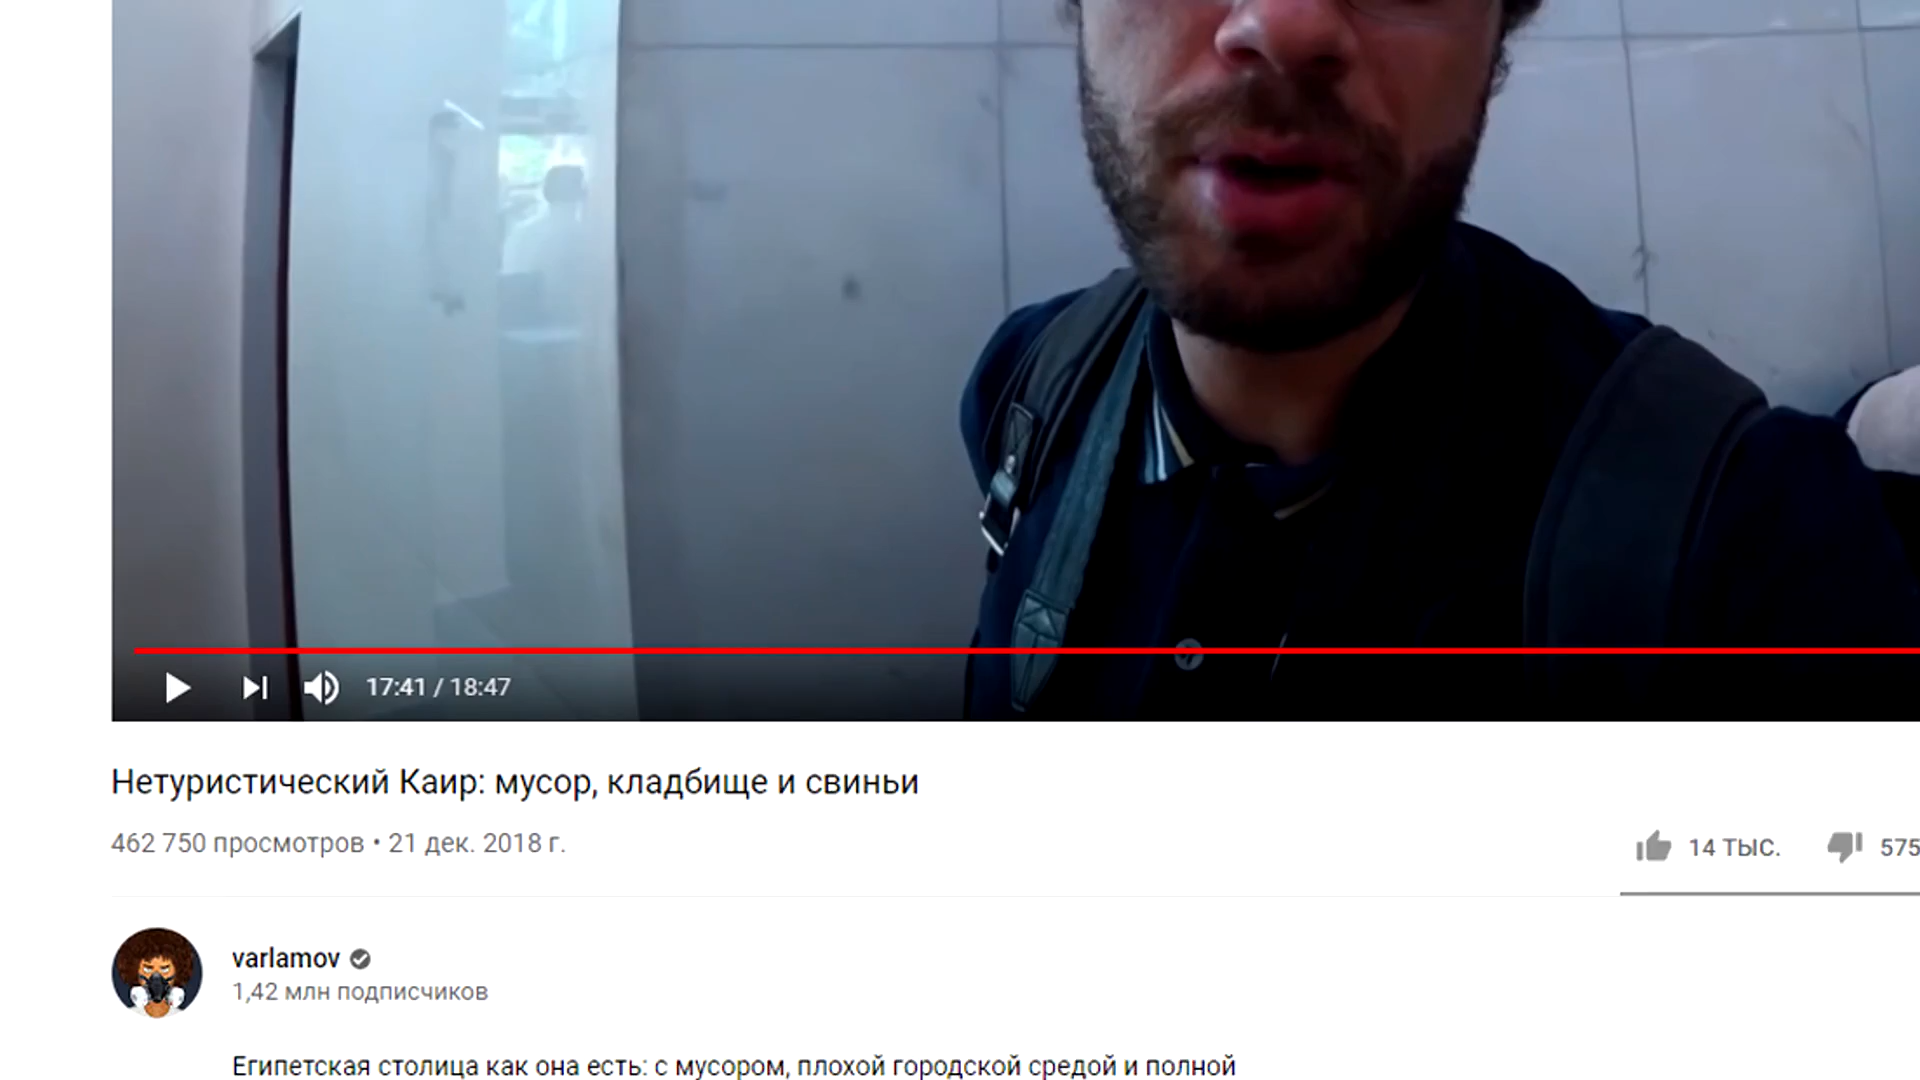 17:41 / 18:47
Нетуристический Каир: мусор, кладбище и свиньи
462 750 просмотров • 21 дек. 2018 г.
14 ТЫС. 575
varlamov
1,42 млн подписчиков
Египетская столица как она есть: с мусором, плохой городской средой и полной